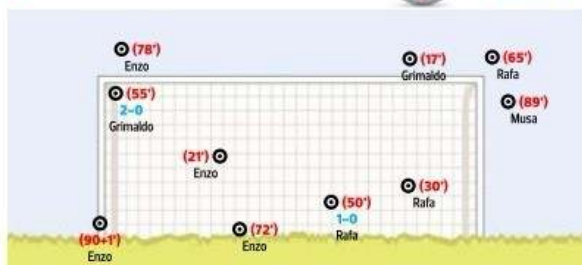 (78')
Enzo
(17')
Grimaldo
(65')
Rafa
(55')
2-0
Grimaldo
(89')
Musa
(21')
Enzo
(30')
Rafa
(50')
1-0
Rafa
(72')
Enzo
(90+1')
Enzo